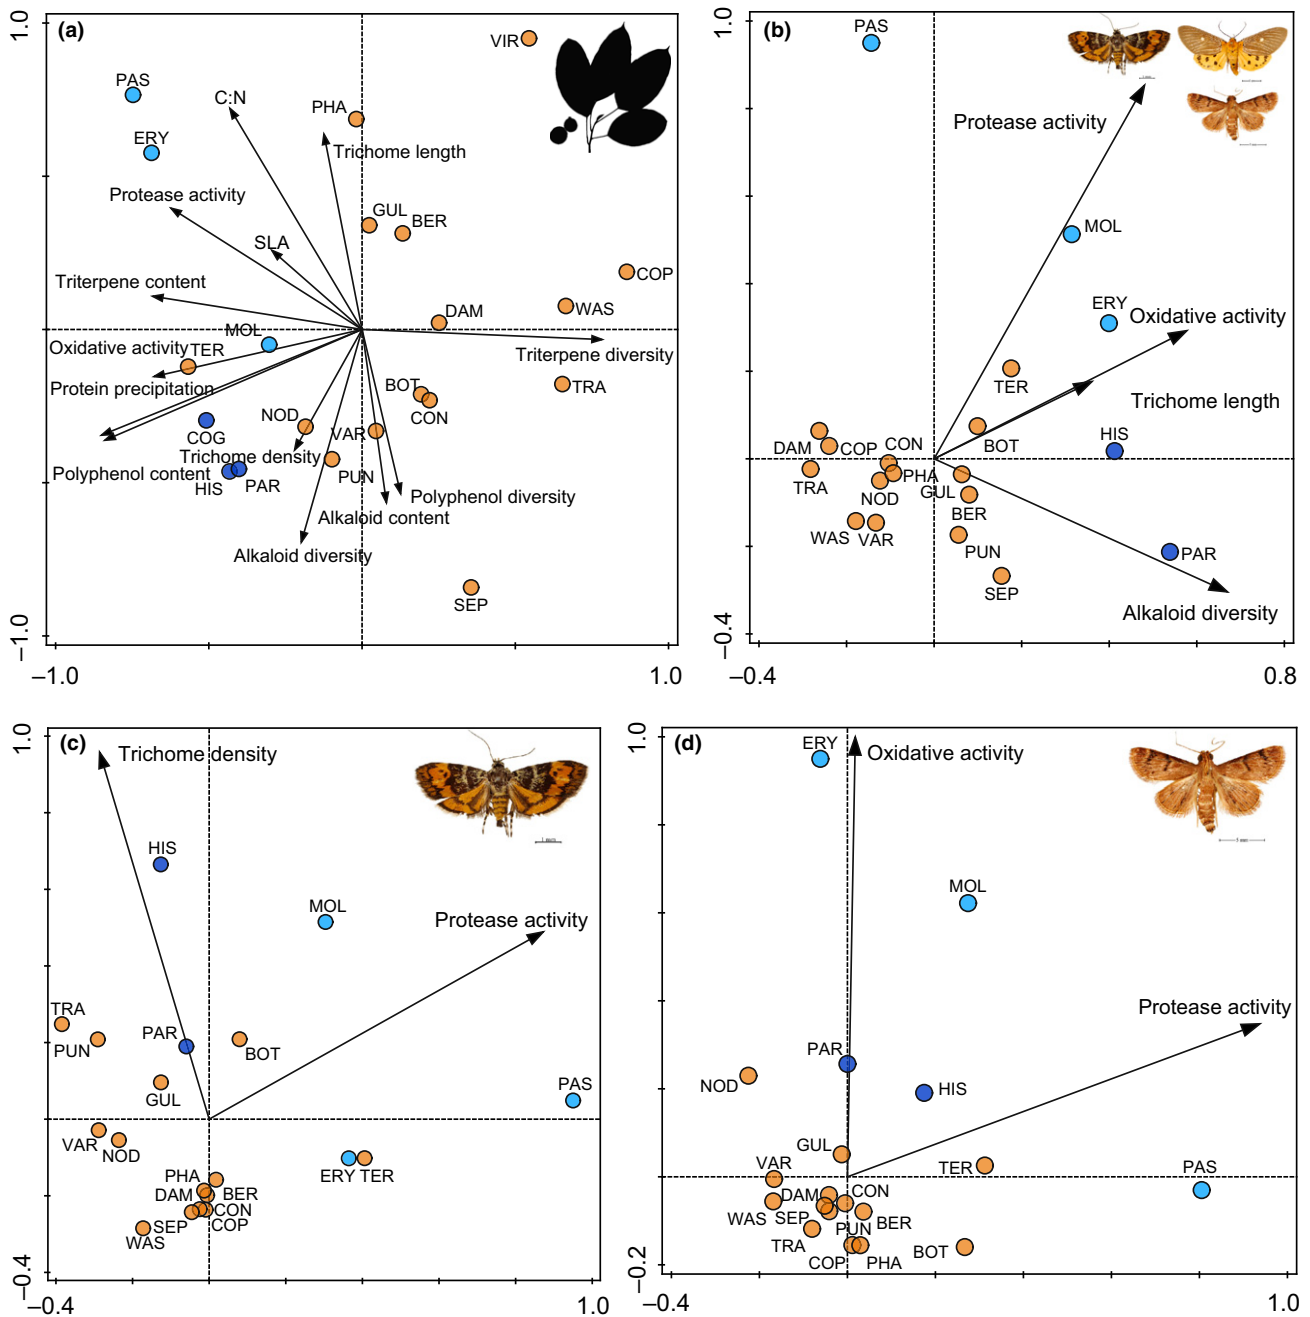 (a)
1.0
VIR
PAS
C:N
PHA
ERY
Trichome length
Protease activity
GUL
BER
SLA
COP
Triterpene content
WAS
DAM
MOL
Oxidative activity
TER
Triterpene diversity
Protein precipitation
BOT
TRA
CON
NOD
VAR
COG
Trichome density
Polyphenol content
HIS
PAR
PUN
Polyphenol diversity
Alkaloid content
Alkaloid diversity
SEP
–1.0
–1.0
1.0
(b)
1.0
PAS
Protease activity
MOL
ERY
Oxidative activity
TER
Trichome length
HIS
BOT
DAM
COP
CON
TRA
PHA
NOD
GUL
BER
WAS
VAR
PUN
PAR
SEP
Alkaloid diversity
–0.4
–0.4
0.8
(c)
1.0
Trichome density
1 mm
HIS
MOL
Protease activity
TRA
PUN
PAR
BOT
GUL
PAS
VAR
NOD
PHA
ERY
TER
DAM
BER
CON
SEP
COP
WAS
–0.4
–0.4
1.0
(d)
1.0
ERY
Oxidative activity
5 mm
MOL
Protease activity
PAR
NOD
HIS
GUL
TER
VAR
PAS
DAM
CON
WAS
SEP
PUN
BER
TRA
COP
PHA
BOT
–0.2
–0.4
1.0